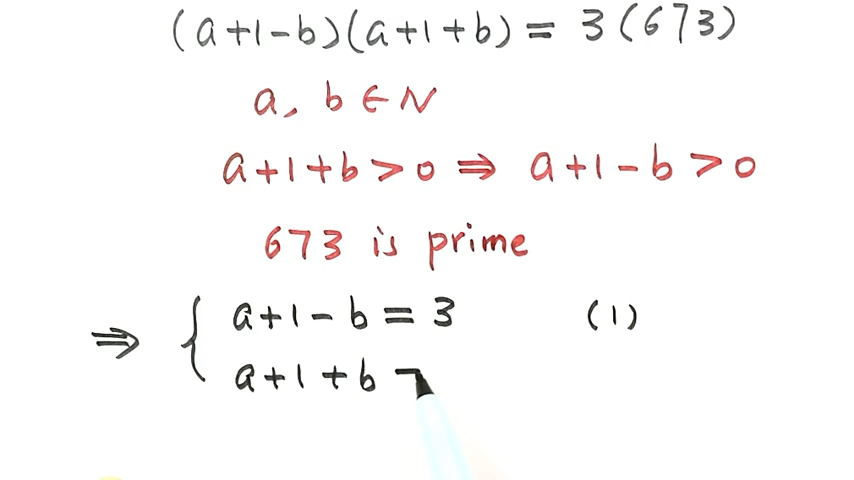 (a+1-b)(a+1+b) = 3(673)
a, b ∈ N
a+1+b > 0 ⇒ a+1-b > 0
673 is prime
⇒ { a+1-b = 3 (1)
a+1+b